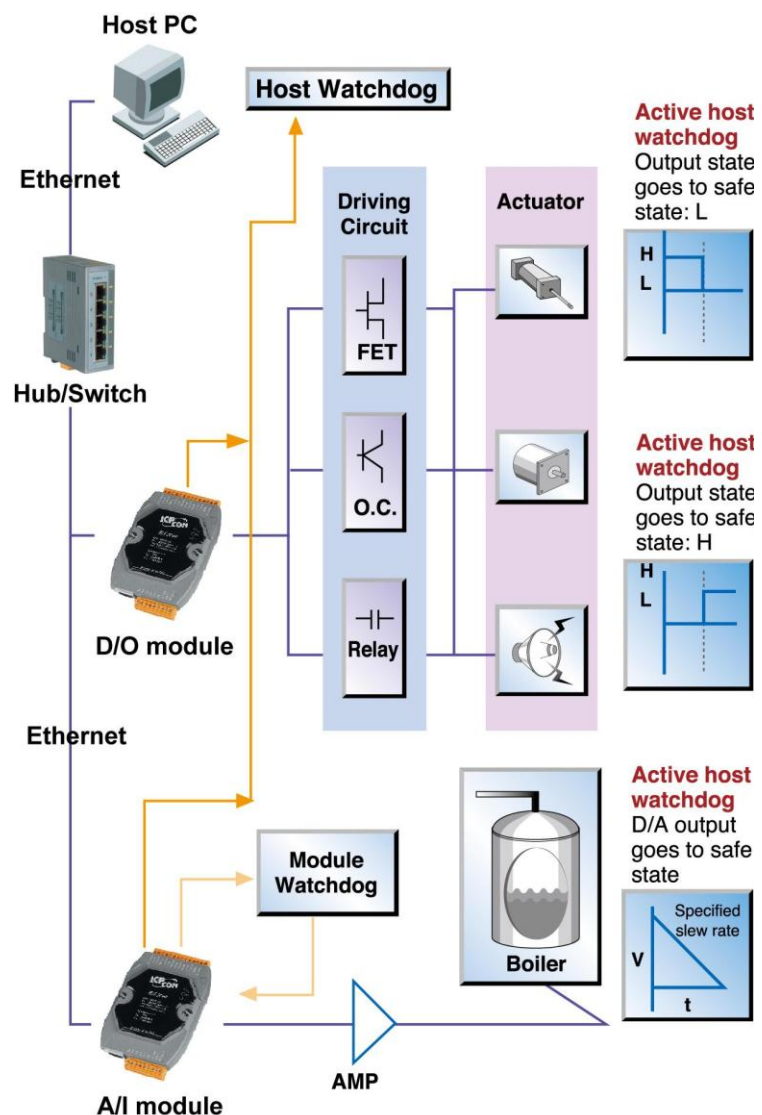 Host PC
Host Watchdog
Ethernet
Hub/Switch
Driving
Circuit
Actuator
FET
O.C.
Relay
D/O module
Active host
watchdog
Output state
goes to safe
state: L
H
L
Active host
watchdog
Output state
goes to safe
state: H
H
L
Ethernet
Module
Watchdog
Boiler
Active host
watchdog
D/A output
goes to safe
state
Specified
slew rate
V
t
AMP
A/I module